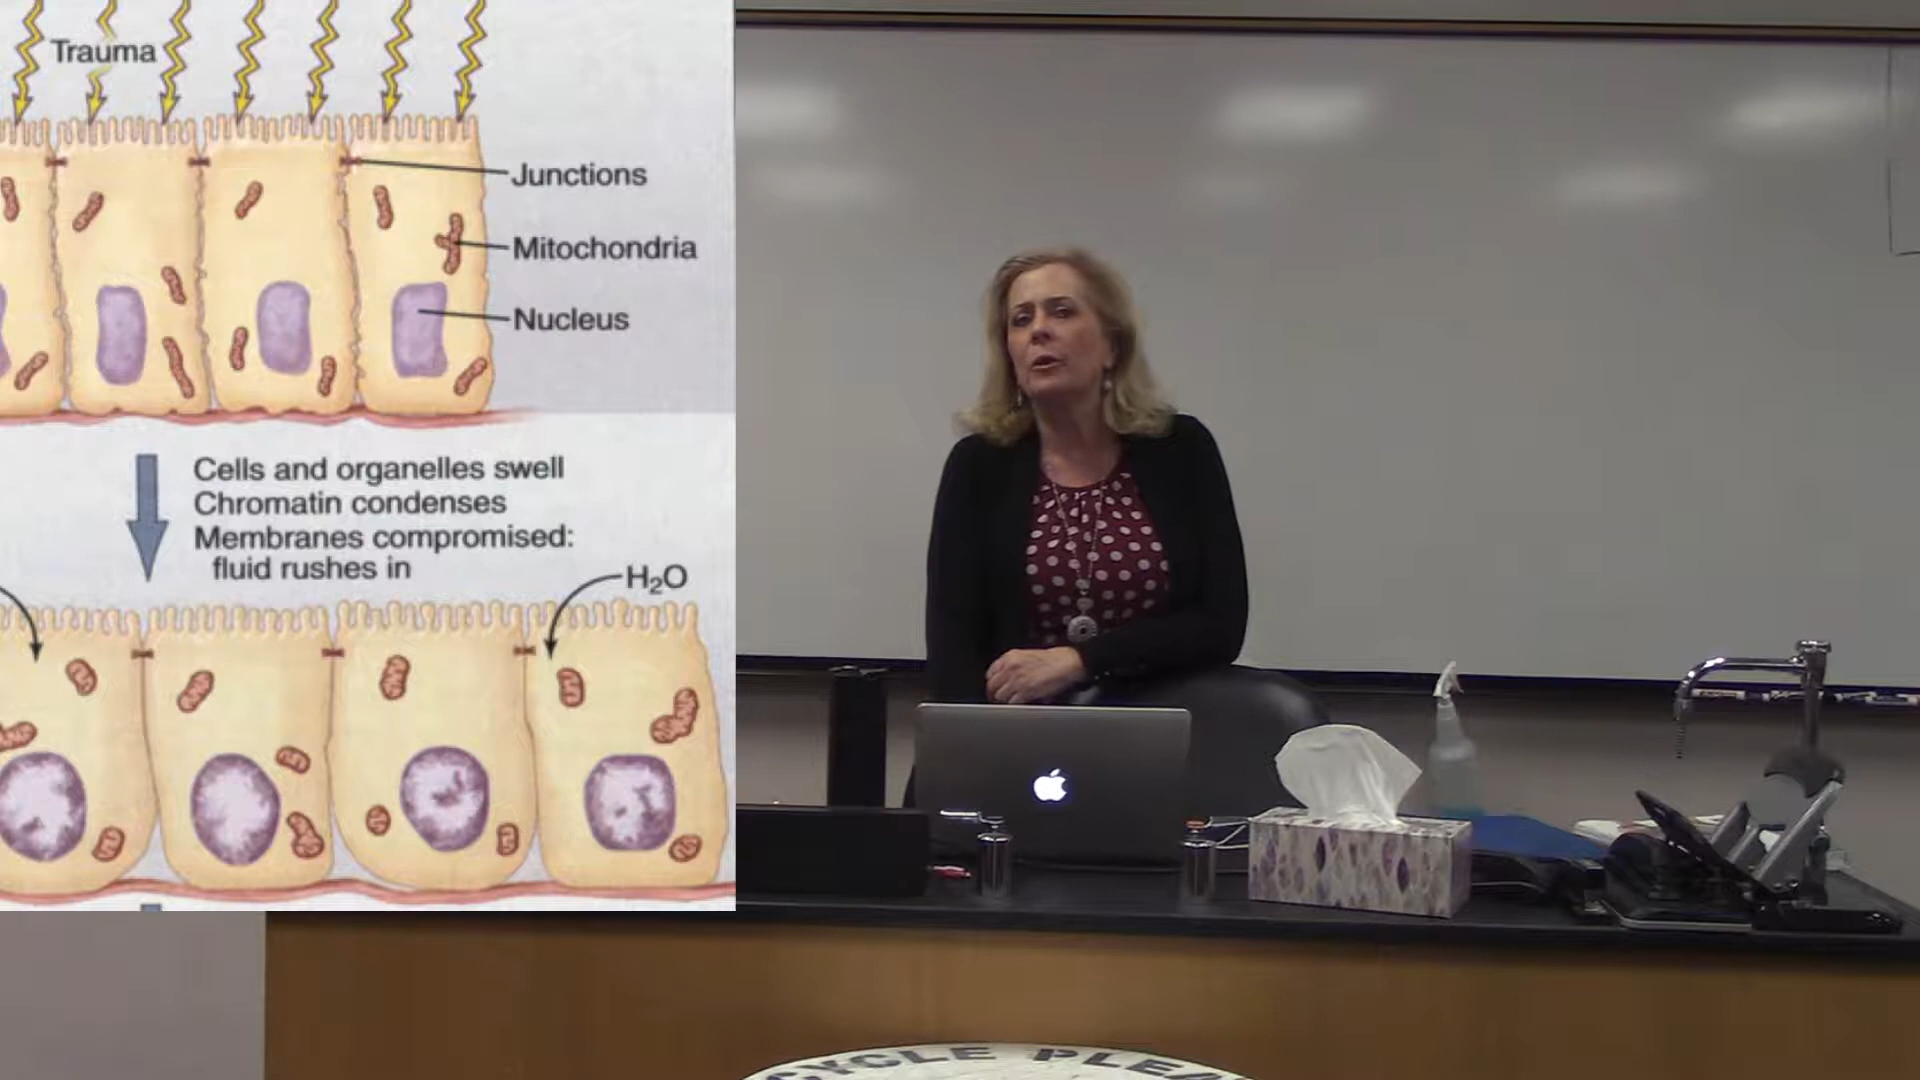 Trauma
Junctions
Mitochondria
Nucleus
Cells and organelles swell
Chromatin condenses
Membranes compromised:
fluid rushes in
H₂O
CYCLE PLEA